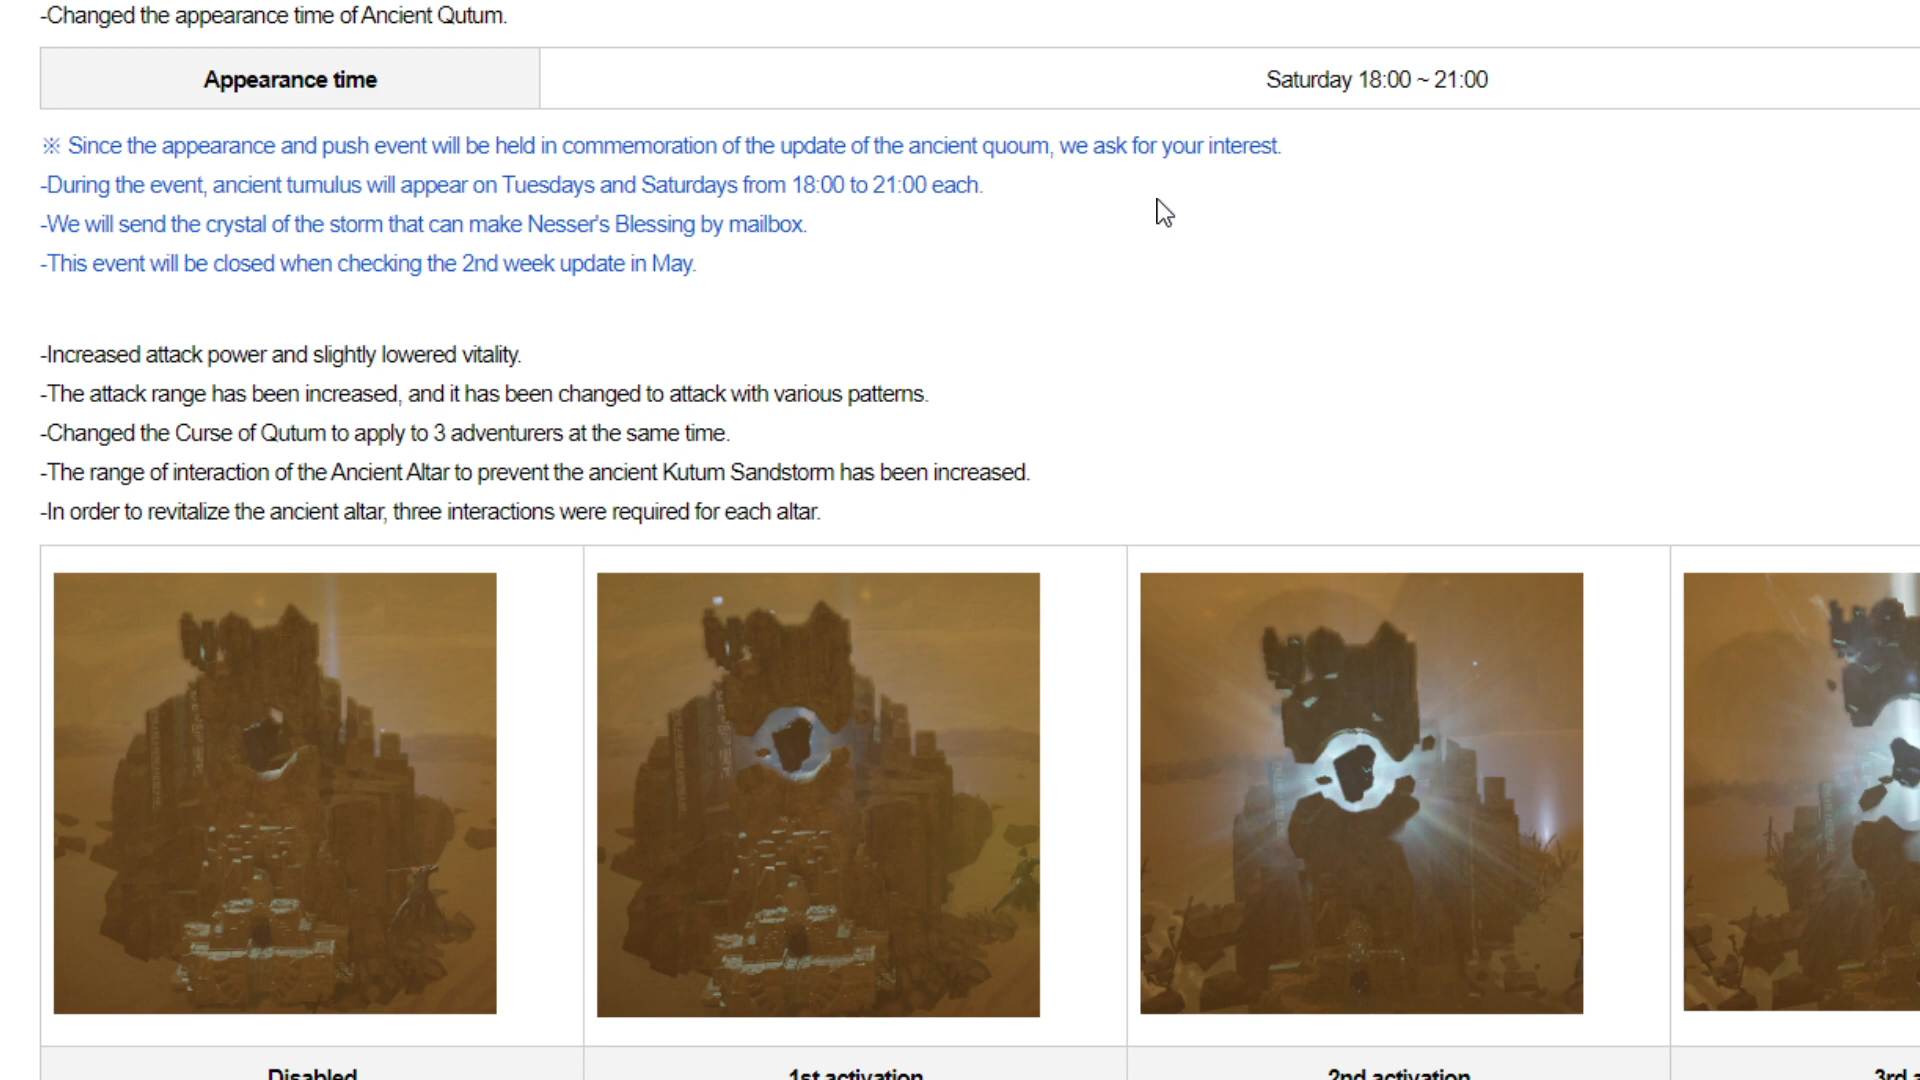 -Changed the appearance time of Ancient Qutum.
Appearance time
Saturday 18:00 ~ 21:00
※ Since the appearance and push event will be held in commemoration of the update of the ancient quoum, we ask for your interest.
-During the event, ancient tumulus will appear on Tuesdays and Saturdays from 18:00 to 21:00 each.
-We will send the crystal of the storm that can make Nesser's Blessing by mailbox.
-This event will be closed when checking the 2nd week update in May.
-Increased attack power and slightly lowered vitality.
-The attack range has been increased, and it has been changed to attack with various patterns.
-Changed the Curse of Qutum to apply to 3 adventurers at the same time.
-The range of interaction of the Ancient Altar to prevent the ancient Kutum Sandstorm has been increased.
-In order to revitalize the ancient altar, three interactions were required for each altar.
Disabled
1st activation
2nd activation
3rd